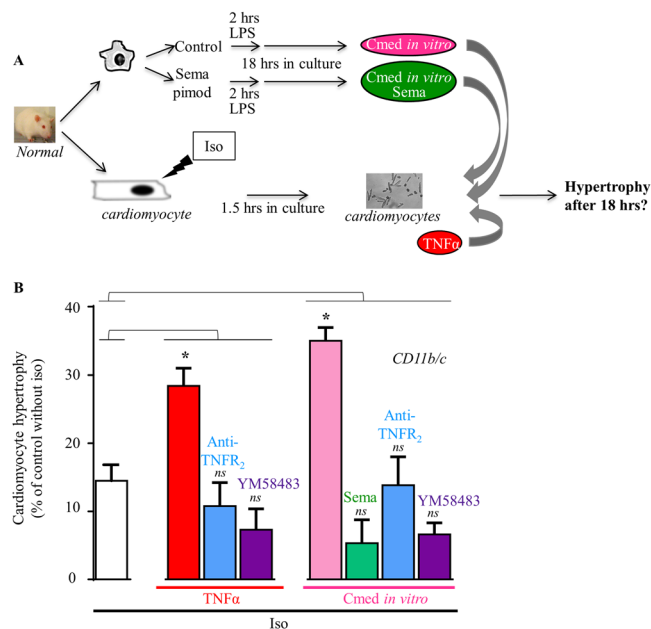 A
2 hrs
LPS
Control
18 hrs in culture
Sema
pimod
2 hrs
LPS
Cmed in vitro
Cmed in vitro
Sema
Normal
Iso
cardiomyocyte
1.5 hrs in culture
cardiomyocytes
TNFα
Hypertrophy
after 18 hrs?
B
Cardiomyocyte hypertrophy
(% of control without iso)
40
30
20
10
0
*
Anti-
TNFR2
ns
YM58483
ns
*
CD11b/c
Sema
ns
Anti-
TNFR2
ns
YM58483
ns
TNFα
Cmed in vitro
Iso